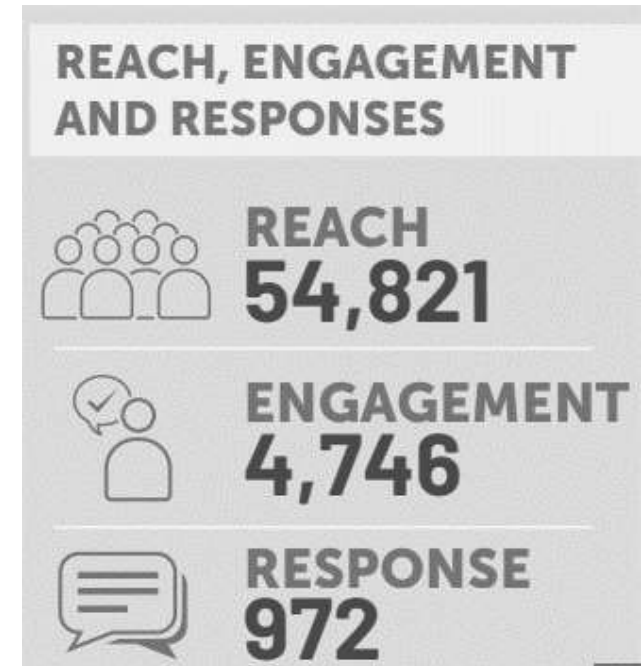 REACH, ENGAGEMENT
AND RESPONSES
REACH
54,821
ENGAGEMENT
4,746
RESPONSE
972